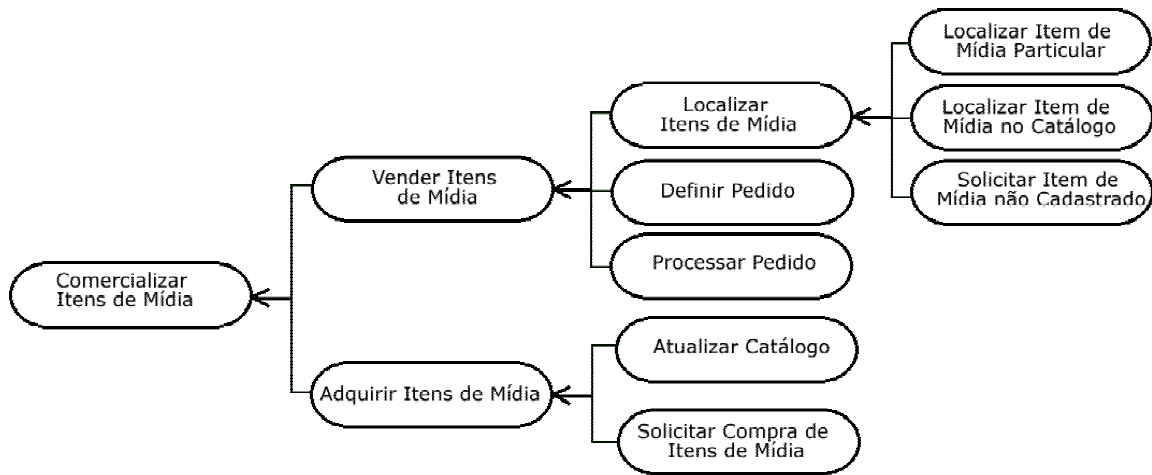 Localizar Item de
Mídia Particular
Localizar
Itens de Mídia
Localizar Item de
Mídia no Catálogo
Vender Itens
de Mídia
Definir Pedido
Solicitar Item de
Mídia não Cadastrado
Processar Pedido
Comercializar
Itens de Mídia
Atualizar Catálogo
Adquirir Itens de Mídia
Solicitar Compra de
Itens de Mídia